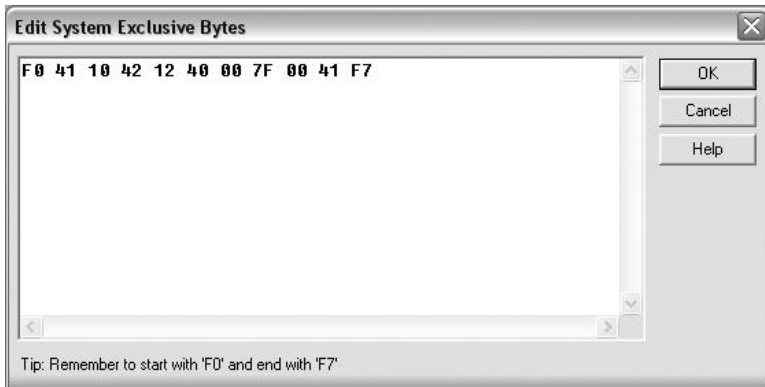 Edit System Exclusive Bytes
F0 41 10 42 12 40 00 7F 00 41 F7
OK
Cancel
Help
Tip: Remember to start with 'F0' and end with 'F7'